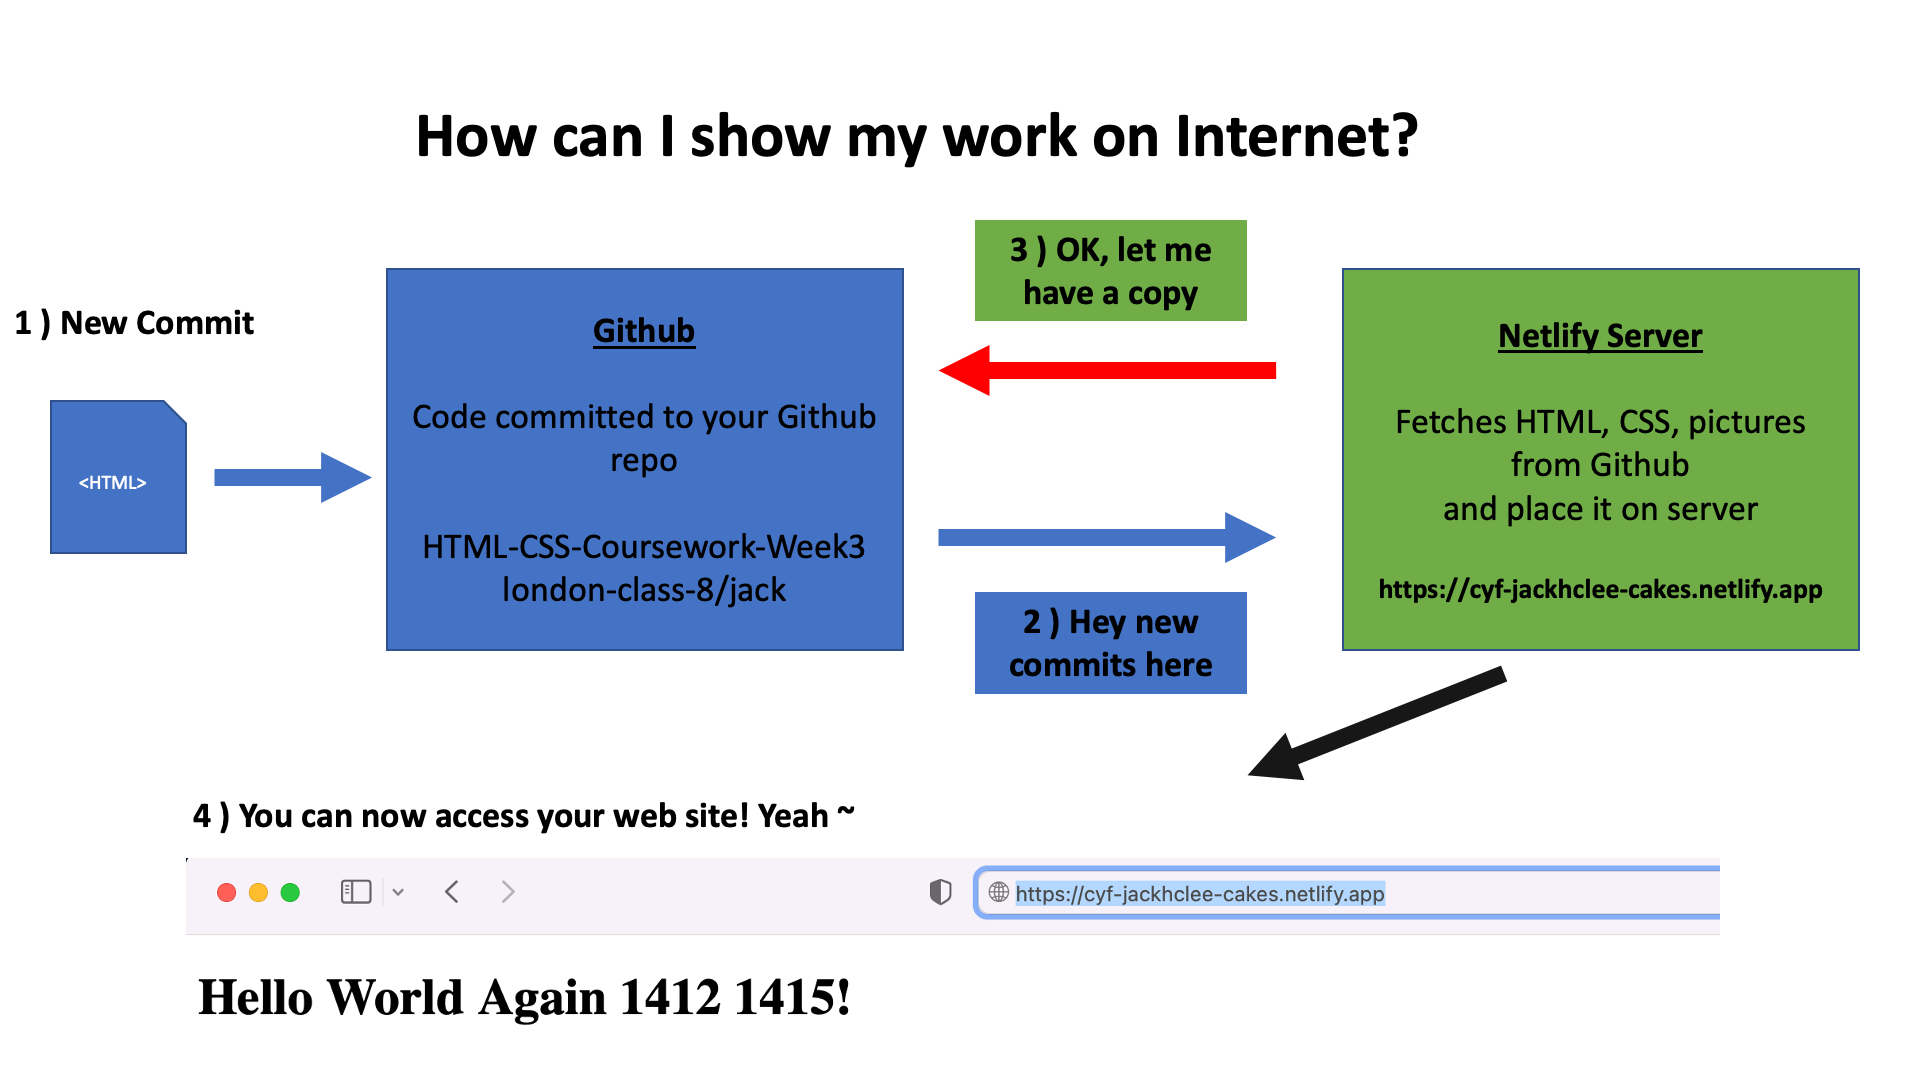 How can I show my work on Internet?
1 ) New Commit
<HTML>
Github
Code committed to your Github
repo
HTML-CSS-Coursework-Week3
london-class-8/jack
3 ) OK, let me
have a copy
2 ) Hey new
commits here
Netlify Server
Fetches HTML, CSS, pictures
from Github
and place it on server
https://cyf-jackhclee-cakes.netlify.app
4 ) You can now access your web site! Yeah ~
https://cyf-jackhclee-cakes.netlify.app
Hello World Again 1412 1415!